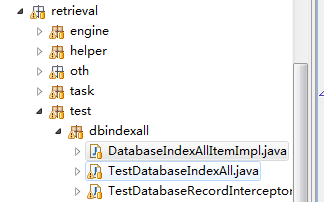 retrieval
engine
helper
oth
task
test
dbindexall
DatabaseIndexAllItemImpl.java
TestDatabaseIndexAll.java
TestDatabaseRecordInterceptor